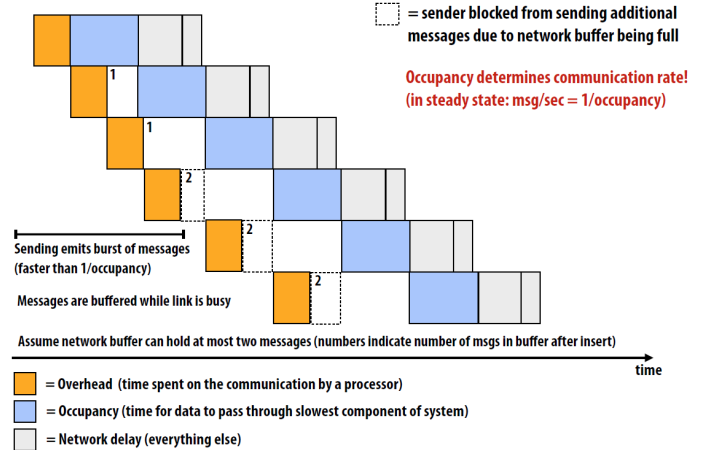 = sender blocked from sending additional
messages due to network buffer being full
1
Occupancy determines communication rate!
(in steady state: msg/sec = 1/occupancy)
1
2
2
Sending emits burst of messages
(faster than 1/occupancy)
2
Messages are buffered while link is busy
Assume network buffer can hold at most two messages (numbers indicate number of msgs in buffer after insert)
time
= Overhead (time spent on the communication by a processor)
= Occupancy (time for data to pass through slowest component of system)
= Network delay (everything else)